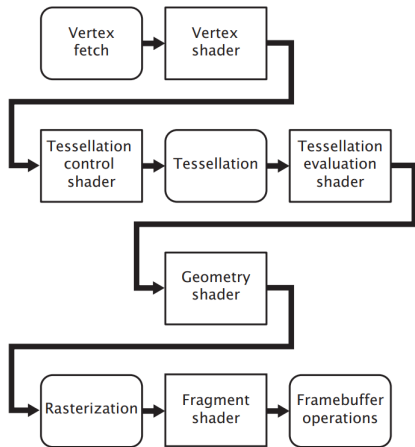 Vertex
fetch
Vertex
shader
Tessellation
control
shader
Tessellation
Tessellation
evaluation
shader
Geometry
shader
Rasterization
Fragment
shader
Framebuffer
operations